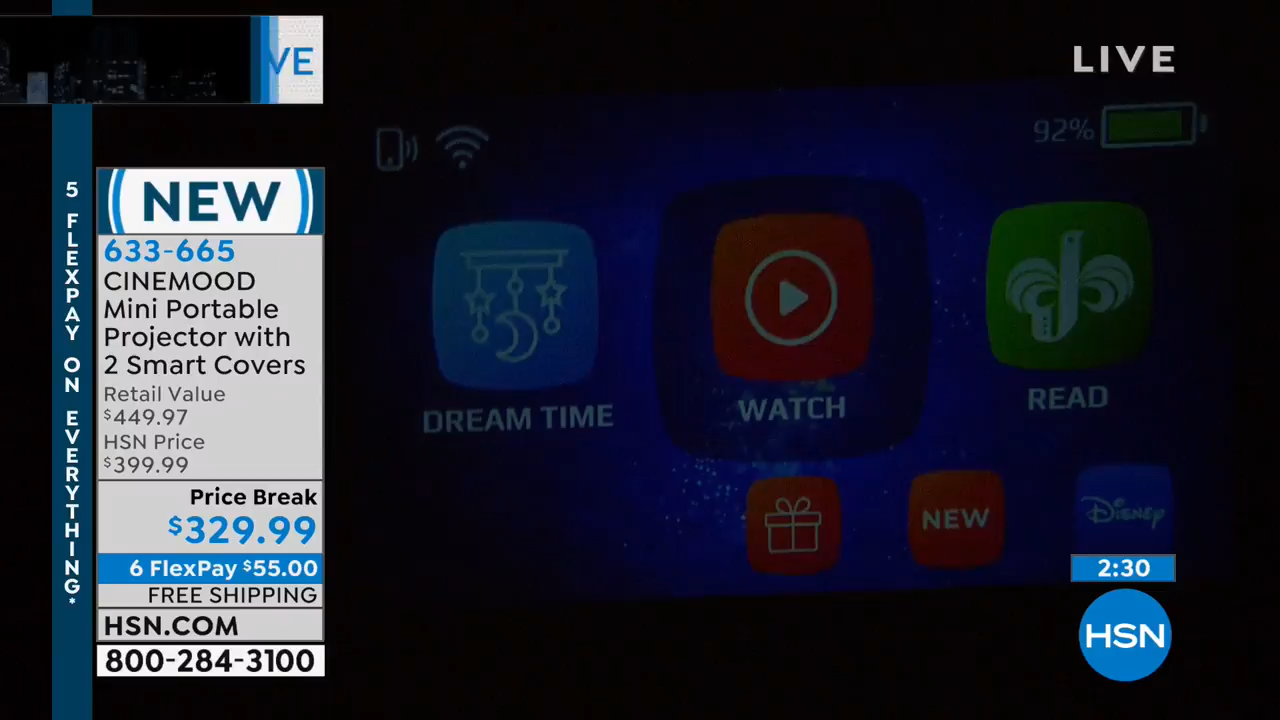 VE
LIVE
92%
5 FLEXPAY ON EVERYTHING*
NEW
633-665
CINEMOOD
Mini Portable
Projector with
2 Smart Covers
Retail Value
$449.97
HSN Price
$399.99
Price Break
$329.99
6 FlexPay $55.00
FREE SHIPPING
HSN.COM
800-284-3100
DREAM TIME
WATCH
READ
NEW
Disney
2:30
HSN